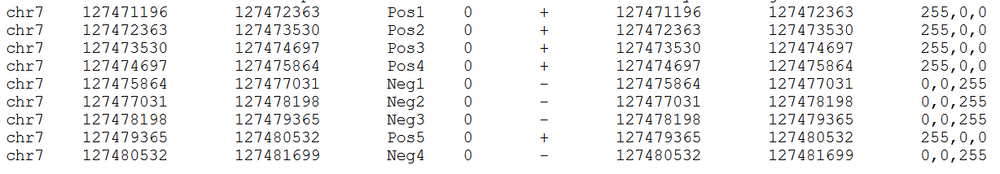 chr7 127471196 127472363 Pos1 0 + 127471196 127472363 255,0,0
chr7 127472363 127473530 Pos2 0 + 127472363 127473530 255,0,0
chr7 127473530 127474697 Pos3 0 + 127473530 127474697 255,0,0
chr7 127474697 127475864 Pos4 0 + 127474697 127475864 255,0,0
chr7 127475864 127477031 Neg1 0 - 127475864 127477031 0,0,255
chr7 127477031 127478198 Neg2 0 - 127477031 127478198 0,0,255
chr7 127478198 127479365 Neg3 0 - 127478198 127479365 0,0,255
chr7 127479365 127480532 Pos5 0 + 127479365 127480532 255,0,0
chr7 127480532 127481699 Neg4 0 - 127480532 127481699 0,0,255